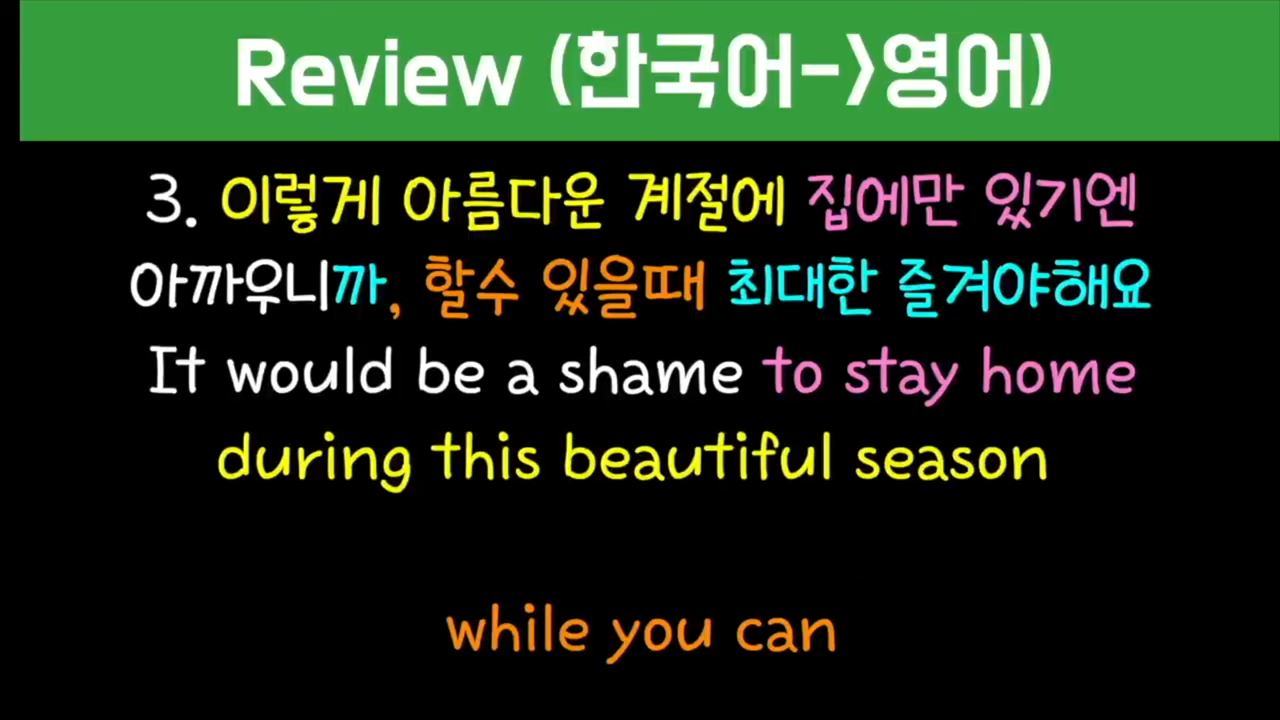 Review (한국어->영어)
3. 이렇게 아름다운 계절에 집에만 있기엔
아까우니까, 할수 있을때 최대한 즐겨야해요
It would be a shame to stay home
during this beautiful season
while you can